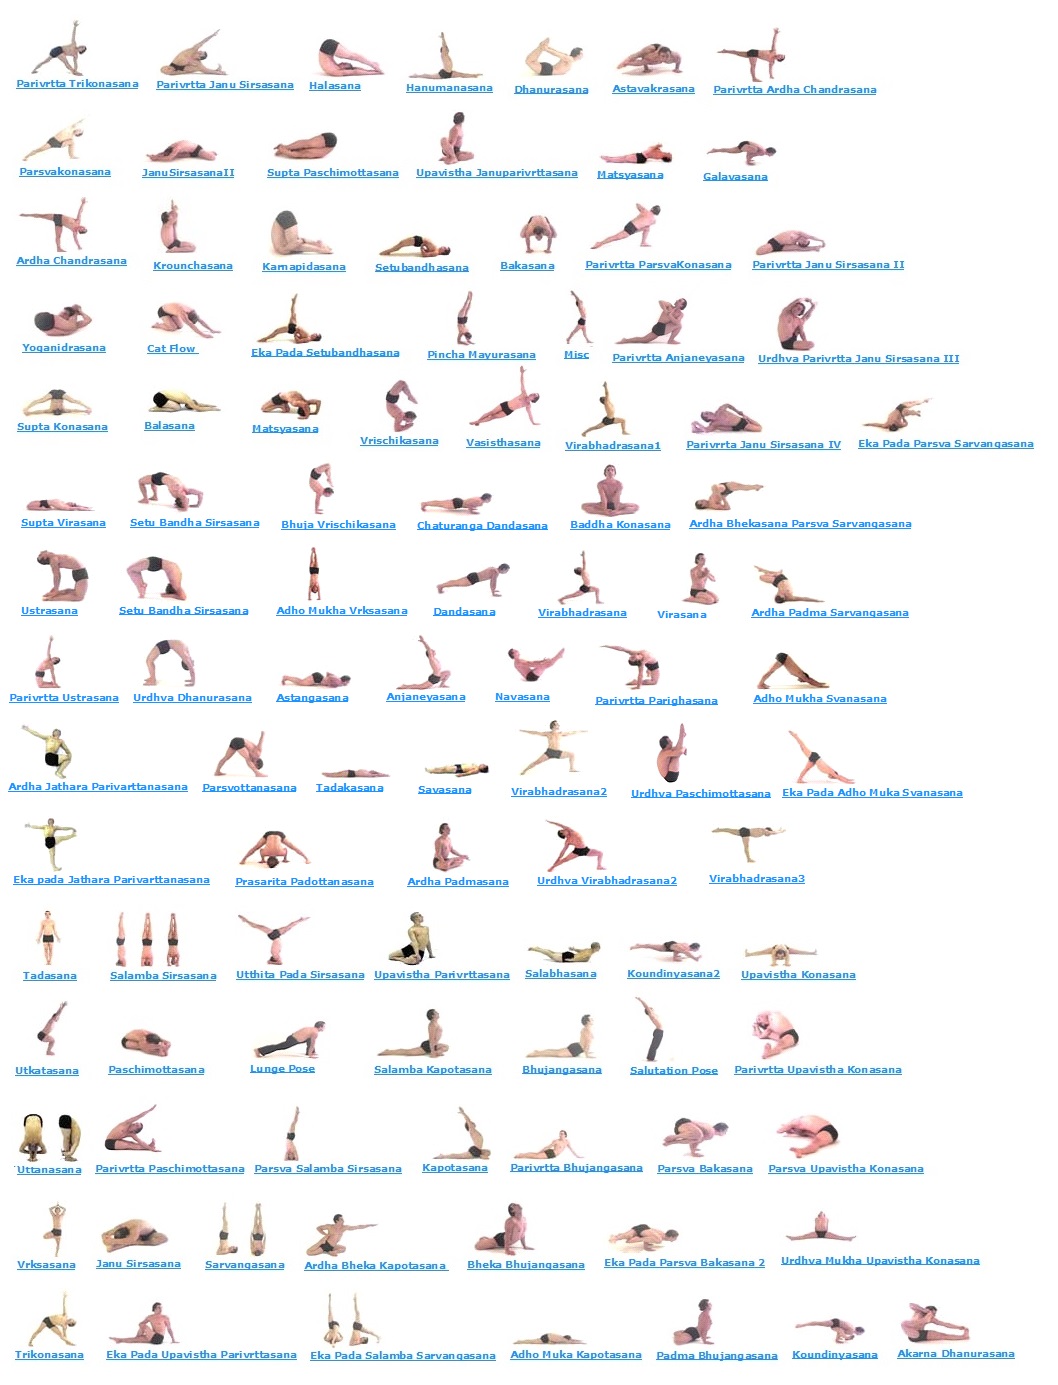 Parivrtta Trikonasana Parivrtta Janu Sirsasana Halasana Hanumanasana Dhanurasana Astavakrasana Parivrtta Ardha Chandrasana
Parsvakonasana JanuSirsasanaII Supta Paschimottasana Upavistha Januparivrttasana Matsyasana Galavasana
Ardha Chandrasana Krounchasana Karnapidasana Setubandhasana Bakasana Parivrtta ParsvaKonasana Parivrtta Janu Sirsasana II
Yoganidrasana Cat Flow Eka Pada Setubandhasana Pincha Mayurasana Misc Parivrtta Anjaneyasana Urdhva Parivrtta Janu Sirsasana III
Supta Konasana Balasana Matsyasana Vrischikasana Vasisthasana Virabhadrasana1 Parivrrta Janu Sirsasana IV Eka Pada Parsva Sarvangasana
Supta Virasana Setu Bandha Sirsasana Bhuja Vrischikasana Chaturanga Dandasana Baddha Konasana Ardha Bhekasana Parsva Sarvangasana
Ustrasana Setu Bandha Sirsasana Adho Mukha Vrksasana Dandasana Virabhadrasana Virasana Ardha Padma Sarvangasana
Parivrtta Ustrasana Urdhva Dhanurasana Astangasana Anjaneyasana Navasana Parivrtta Parighasana Adho Mukha Svanasana
Ardha Jathara Parivarttanasana Parsvottanasana Tadakasana Savasana Virabhadrasana2 Urdhva Paschimottasana Eka Pada Adho Muka Svanasana
Eka pada Jathara Parivarttanasana Prasarita Padottanasana Ardha Padmasana Urdhva Virabhadrasana2 Virabhadrasana3
Tadasana Salamba Sirsasana Utthita Pada Sirsasana Upavistha Parivrttasana Salabhasana Koundinyasana2 Upavistha Konasana
Utkatasana Paschimottasana Lunge Pose Salamba Kapotasana Bhujangasana Salutation Pose Parivrtta Upavistha Konasana
Uttanasana Parivrtta Paschimottasana Parsva Salamba Sirsasana Kapotasana Parivrtta Bhujangasana Parsva Bakasana Parsva Upavistha Konasana
Vrksasana Janu Sirsasana Sarvangasana Ardha Bheka Kapotasana Bheka Bhujangasana Eka Pada Parsva Bakasana 2 Urdhva Mukha Upavistha Konasana
Trikonasana Eka Pada Upavistha Parivrttasana Eka Pada Salamba Sarvangasana Adho Muka Kapotasana Padma Bhujangasana Koundinyasana Akarna Dhanurasana